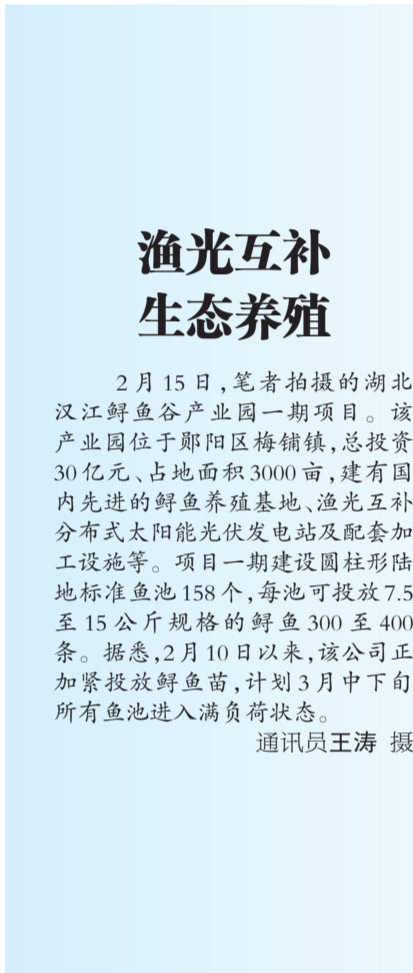 渔光互补
生态养殖
2月15日，笔者拍摄的湖北
汉江鲟鱼谷产业园一期项目。该
产业园位于郧阳区梅铺镇，总投资
30亿元、占地面积3000亩，建有国
内先进的鲟鱼养殖基地、渔光互补
分布式太阳能光伏发电站及配套加
工设施等。项目一期建设圆柱形陆
地标准鱼池158个，每池可投放7.5
至15公斤规格的鲟鱼300至400
条。据悉，2月10日以来，该公司正
加紧投放鲟鱼苗，计划3月中下旬
所有鱼池进入满负荷状态。
通讯员王涛 摄